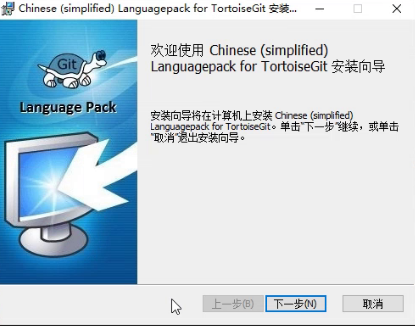 Chinese (simplified) Languagepack for TortoiseGit 安装...
Git
Language Pack
欢迎使用 Chinese (simplified)
Languagepack for TortoiseGit 安装向导
安装向导将在计算机上安装 Chinese (simplified)
Languagepack for TortoiseGit。单击"下一步"继续，或单击
"取消"退出安装向导。
上一步(B)
下一步(N)
取消